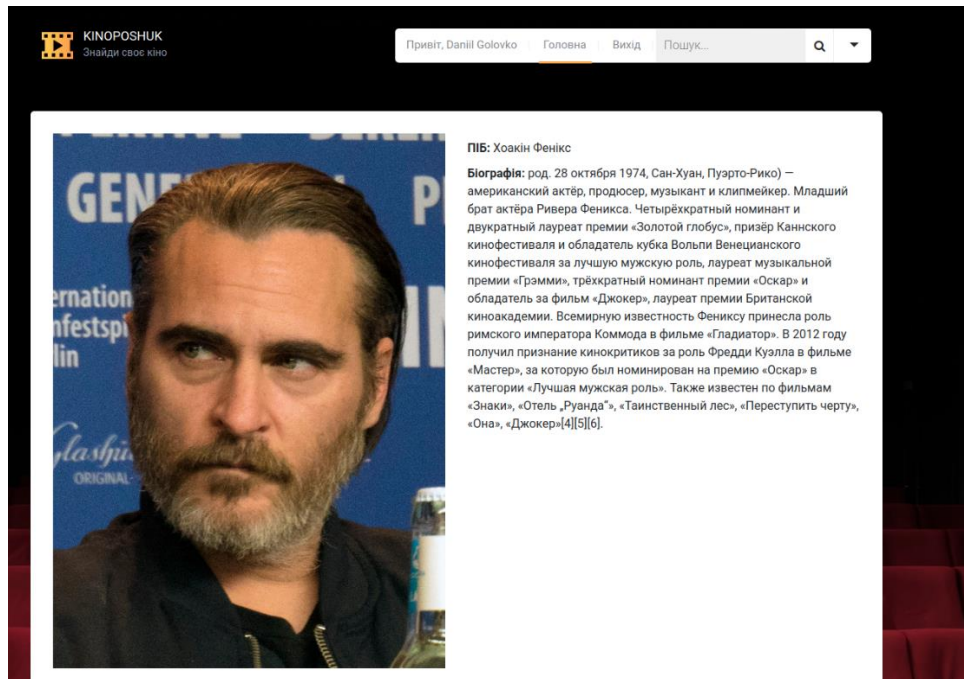 KINOPOSHUK
Знайди своє кіно
Привіт, Daniil Golovko Головна Вихід Пошук...
ПІБ: Хоакін Фенікс
Біографія: род. 28 октября 1974, Сан-Хуан, Пуэрто-Рико) —
американский актёр, продюсер, музыкант и клипмейкер. Младший
брат актёра Ривера Феникса. Четырёхкратный номинант и
двукратный лауреат премии «Золотой глобус», призёр Каннского
кинофестиваля и обладатель кубка Вольпи Венецианского
кинофестиваля за лучшую мужскую роль, лауреат музыкальной
премии «Грэмми», трёхкратный номинант премии «Оскар» и
обладатель за фильм «Джокер», лауреат премии Британской
киноакадемии. Всемирную известность Фениксу принесла роль
римского императора Коммода в фильме «Гладиатор». В 2012 году
получил признание кинокритиков за роль Фредди Куэлла в фильме
«Мастер», за которую был номинирован на премию «Оскар» в
категории «Лучшая мужская роль». Также известен по фильмам
«Знаки», «Отель „Руанда“», «Таинственный лес», «Переступить черту»,
«Она», «Джокер»[4][5][6].
GEN
P
ernation
nfestspi
lin
ORIGINAL